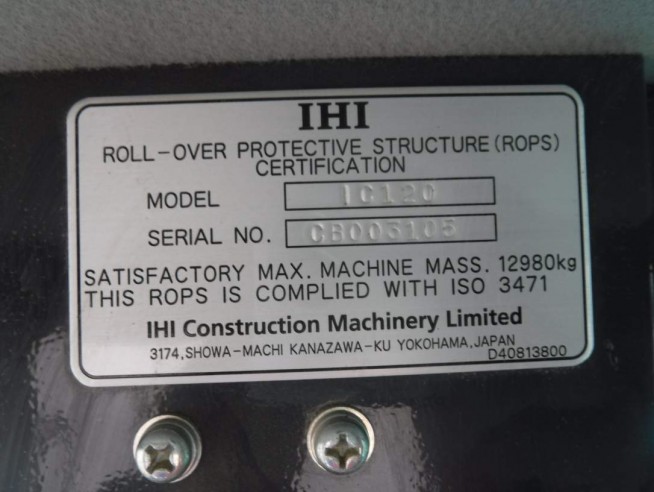 IHI
ROLL-OVER PROTECTIVE STRUCTURE (ROPS)
CERTIFICATION
MODEL IC120
SERIAL NO. CB003105
SATISFACTORY MAX. MACHINE MASS. 12980kg
THIS ROPS IS COMPLIED WITH ISO 3471
IHI Construction Machinery Limited
3174,SHOWA-MACHI KANAZAWA-KU YOKOHAMA,JAPAN
D40813800